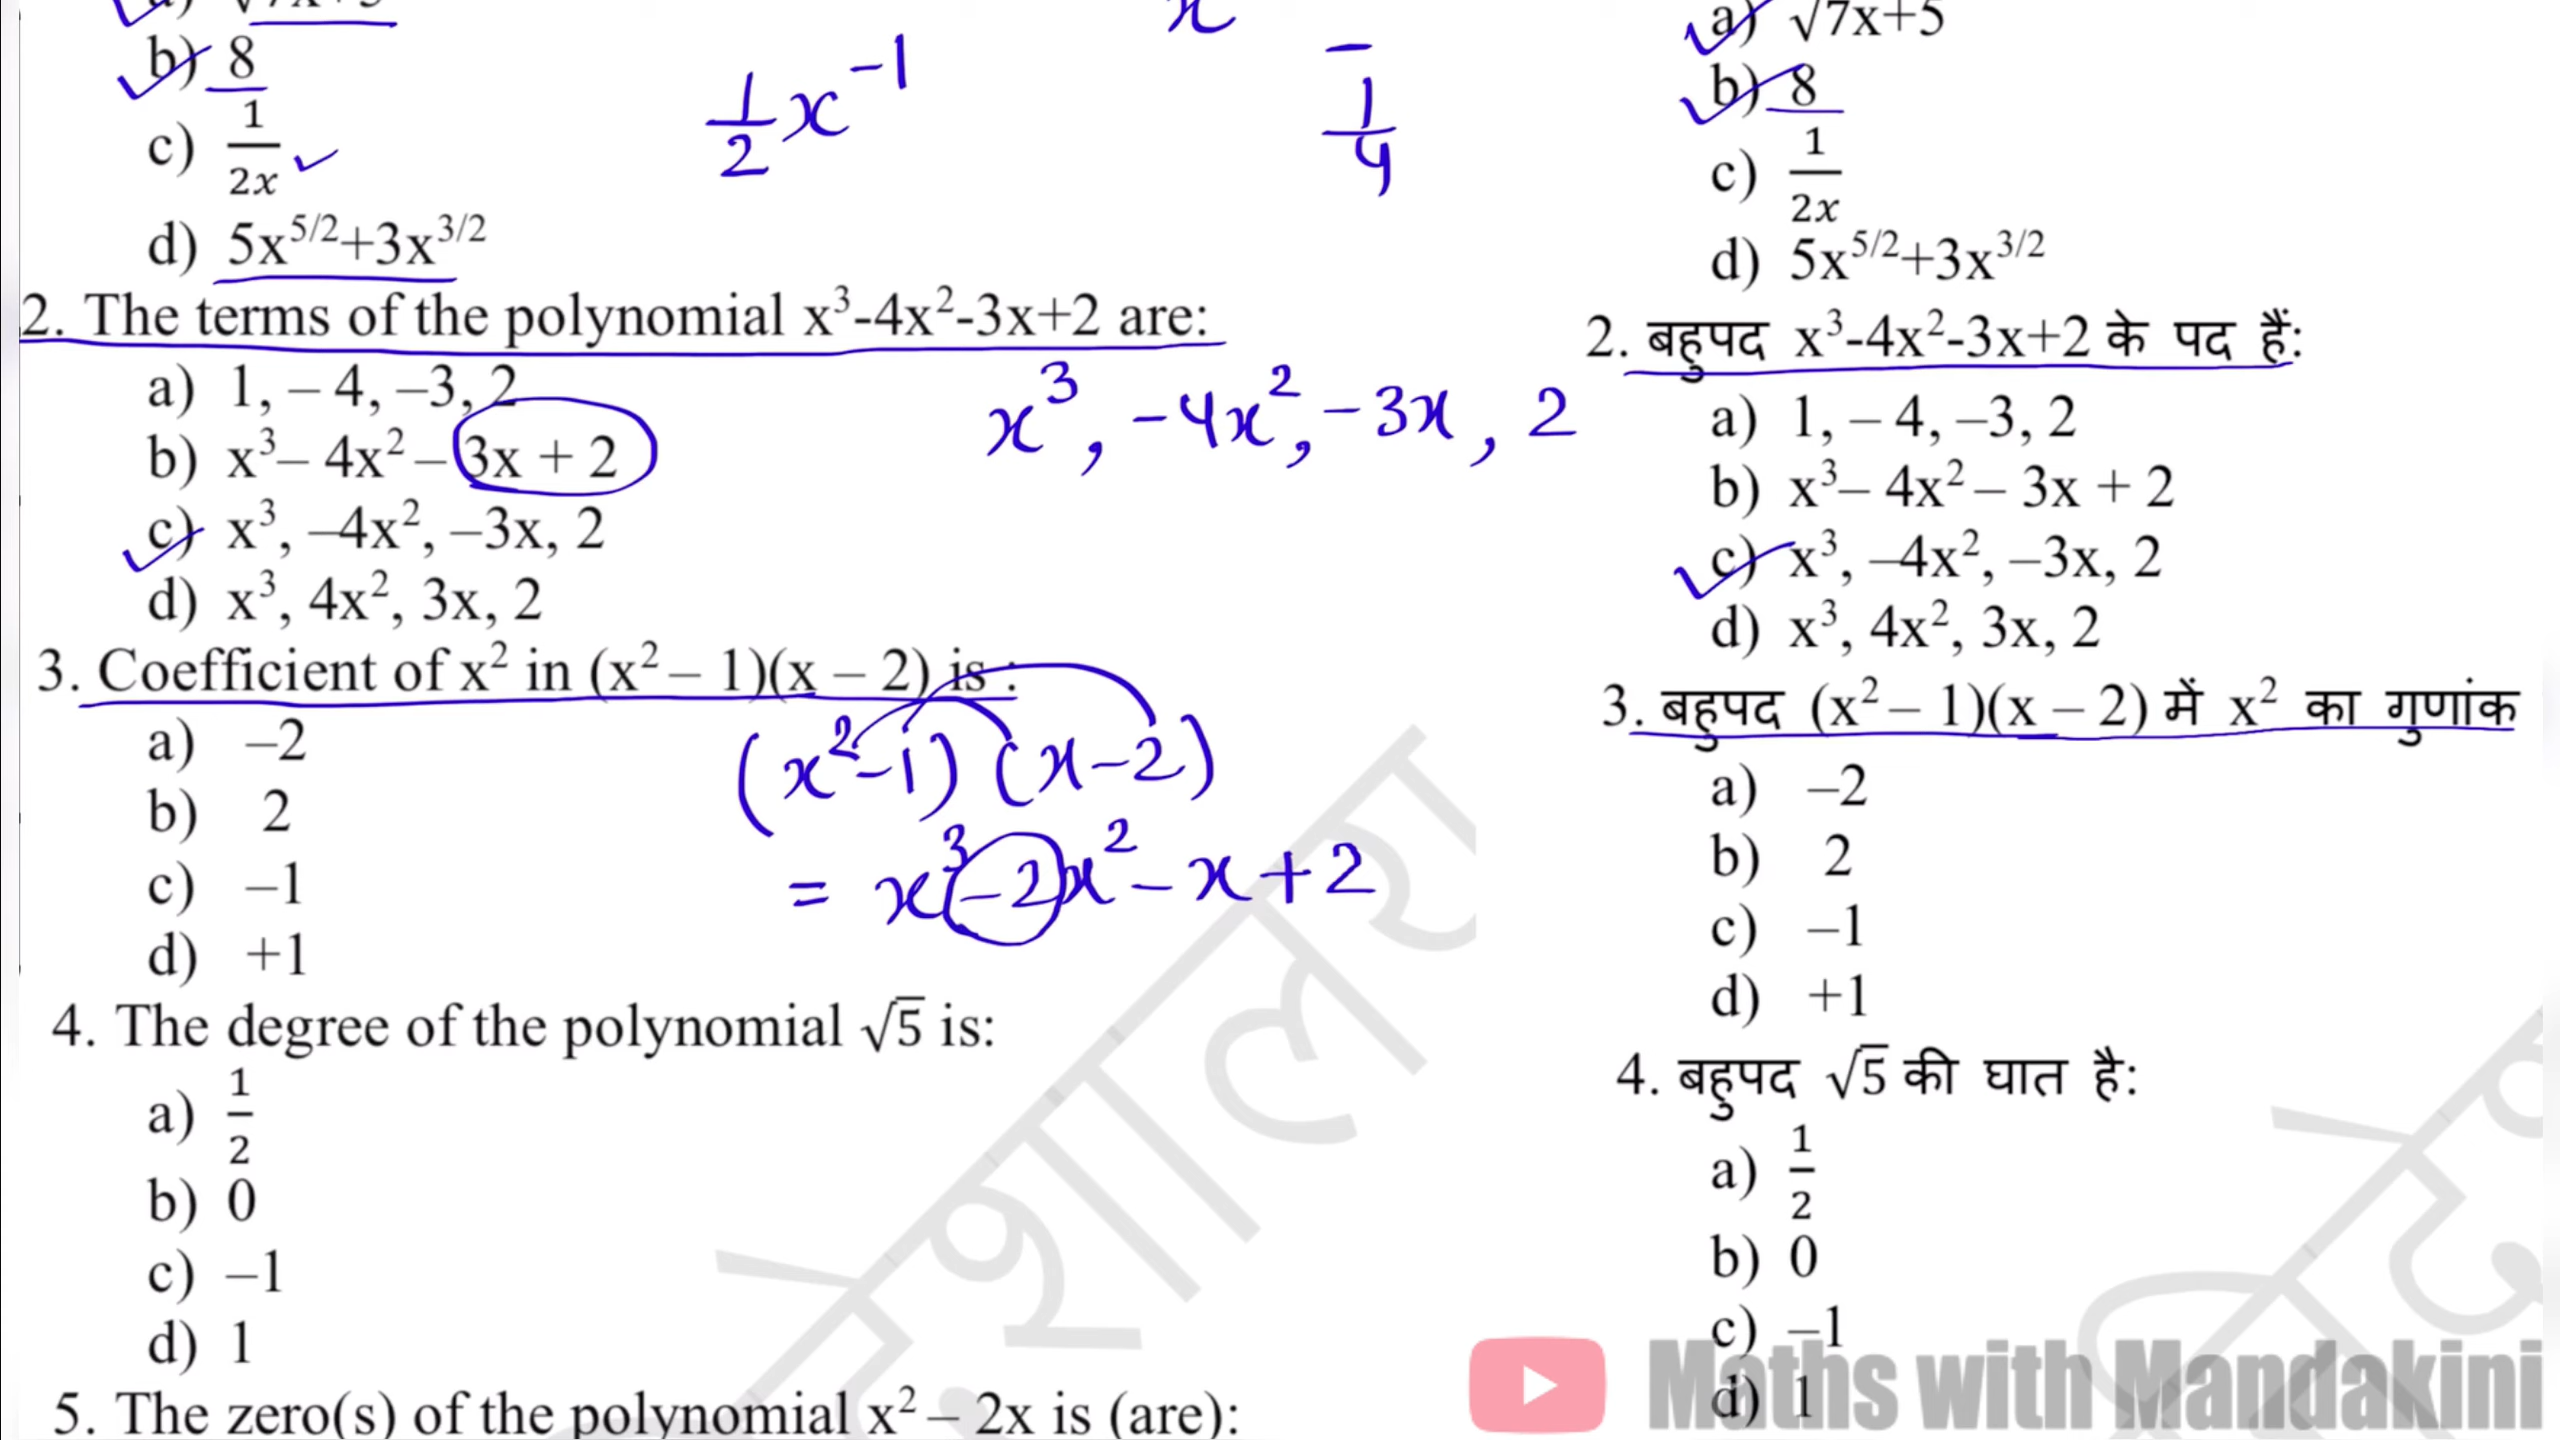 b) 8
c) 1/2x
d) 5x^5/2+3x^3/2
1/2 x^-1
x
1/4
2. The terms of the polynomial x³-4x²-3x+2 are:
a) 1, – 4, –3, 2
b) x³– 4x² – 3x + 2
c) x³, –4x², –3x, 2
d) x³, 4x², 3x, 2
x³, -4x², -3x, 2
3. Coefficient of x² in (x² – 1)(x – 2) is :
a) –2
b) 2
c) –1
d) +1
(x²-1) (x-2)
= x³-2x²-x+2
4. The degree of the polynomial √5 is:
a) 1/2
b) 0
c) –1
d) 1
5. The zero(s) of the polynomial x² – 2x is (are):
a) √7x+5
b) 8
c) 1/2x
d) 5x^5/2+3x^3/2
2. बहुपद x³-4x²-3x+2 के पद हैं:
a) 1, – 4, –3, 2
b) x³– 4x² – 3x + 2
c) x³, –4x², –3x, 2
d) x³, 4x², 3x, 2
3. बहुपद (x² – 1)(x – 2) में x² का गुणांक
a) –2
b) 2
c) –1
d) +1
4. बहुपद √5 की घात है:
a) 1/2
b) 0
c) –1
d) 1
Maths with Mandakini